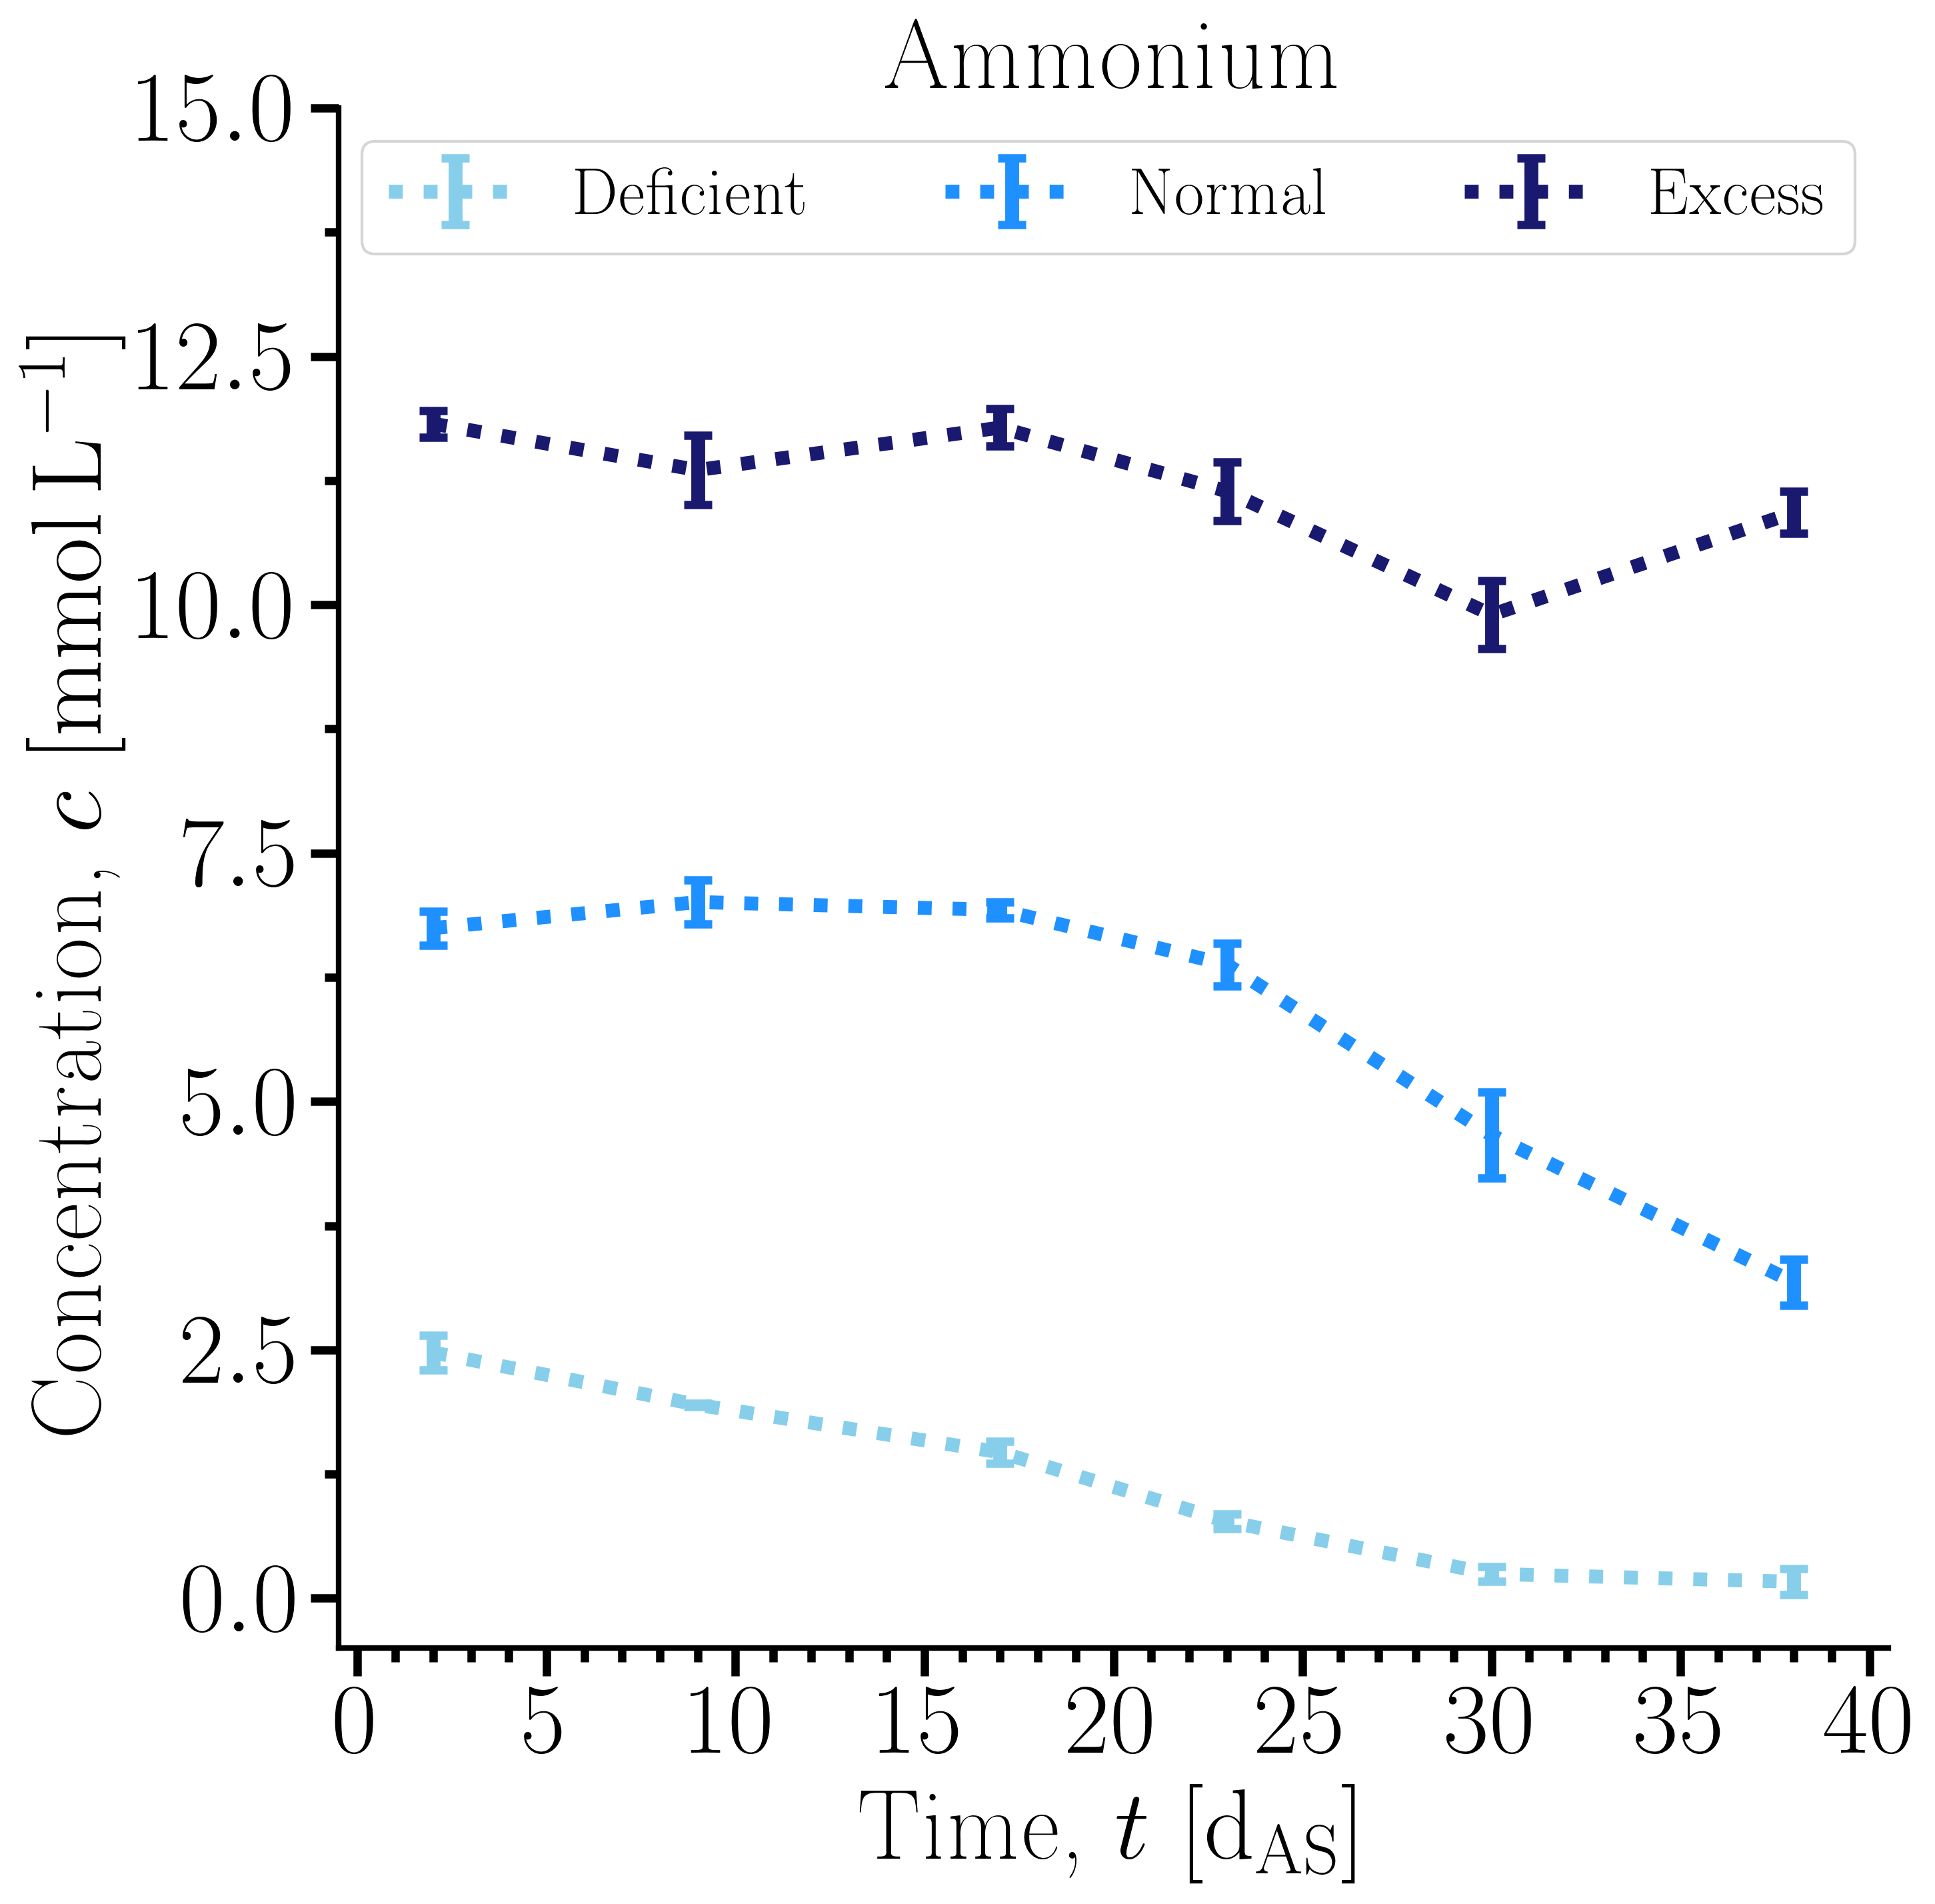 Ammonium
Deficient Normal Excess
Concentration, c [mmol L⁻¹]
15.0
12.5
10.0
7.5
5.0
2.5
0.0
0 5 10 15 20 25 30 35 40
Time, t [d_AS]